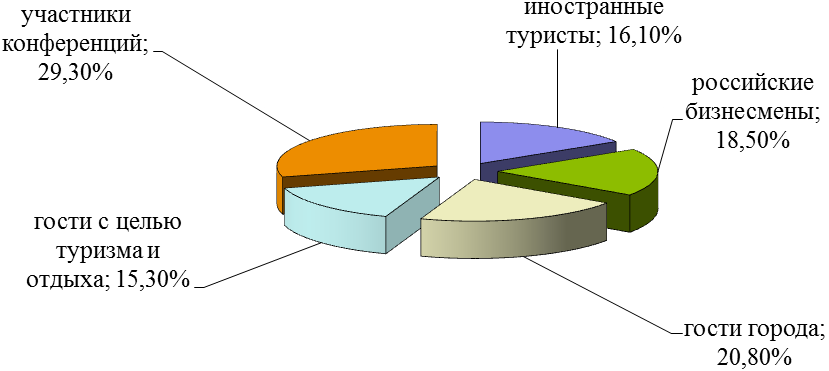 участники
конференций;
29,30%
иностранные
туристы; 16,10%
российские
бизнесмены;
18,50%
гости с целью
туризма и
отдыха; 15,30%
гости города;
20,80%